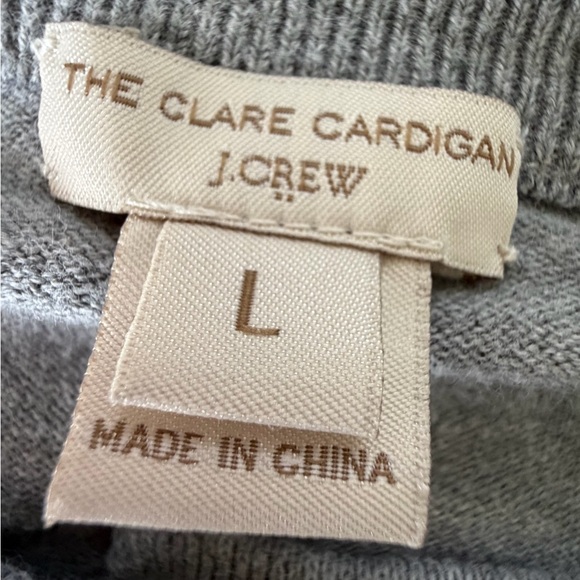 THE CLARE CARDIGAN
J.CREW
L
MADE IN CHINA